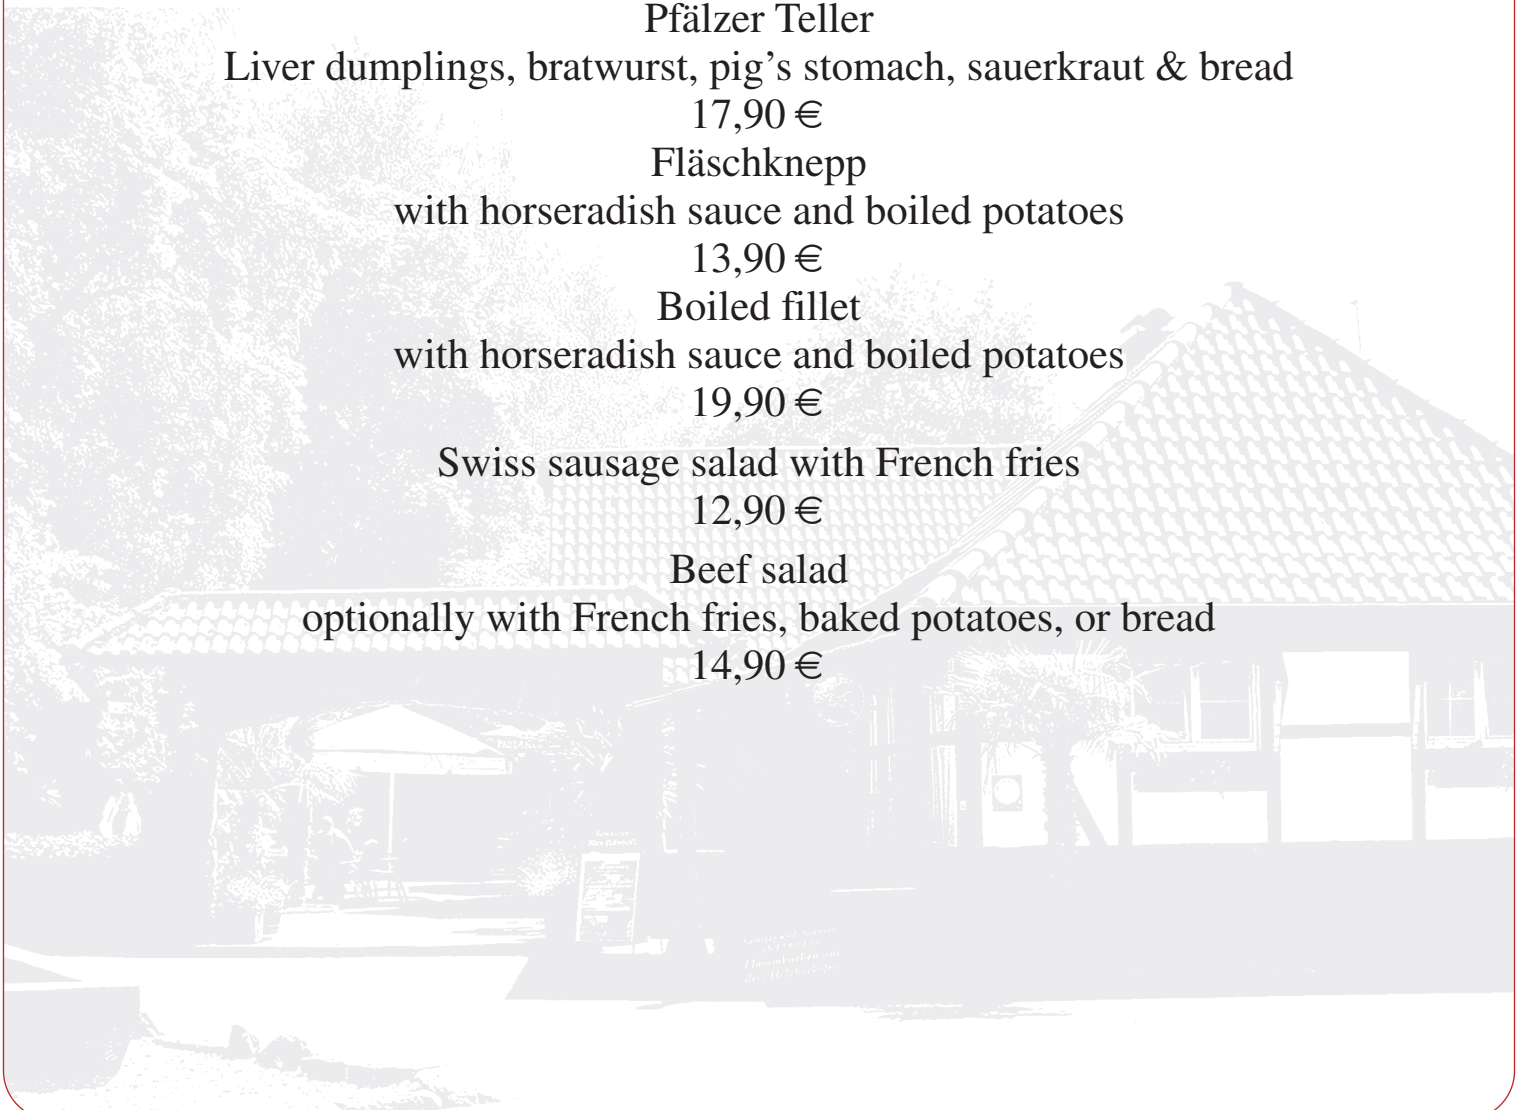 Pfälzer Teller
Liver dumplings, bratwurst, pig’s stomach, sauerkraut & bread
17,90 €
Fläschknepp
with horseradish sauce and boiled potatoes
13,90 €
Boiled fillet
with horseradish sauce and boiled potatoes
19,90 €
Swiss sausage salad with French fries
12,90 €
Beef salad
optionally with French fries, baked potatoes, or bread
14,90 €